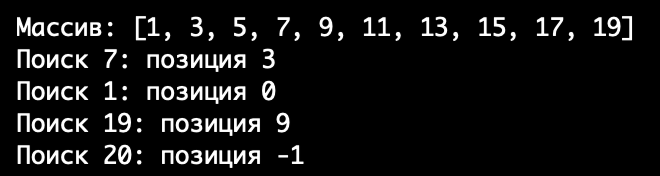 Массив: [1, 3, 5, 7, 9, 11, 13, 15, 17, 19]
Поиск 7: позиция 3
Поиск 1: позиция 0
Поиск 19: позиция 9
Поиск 20: позиция -1